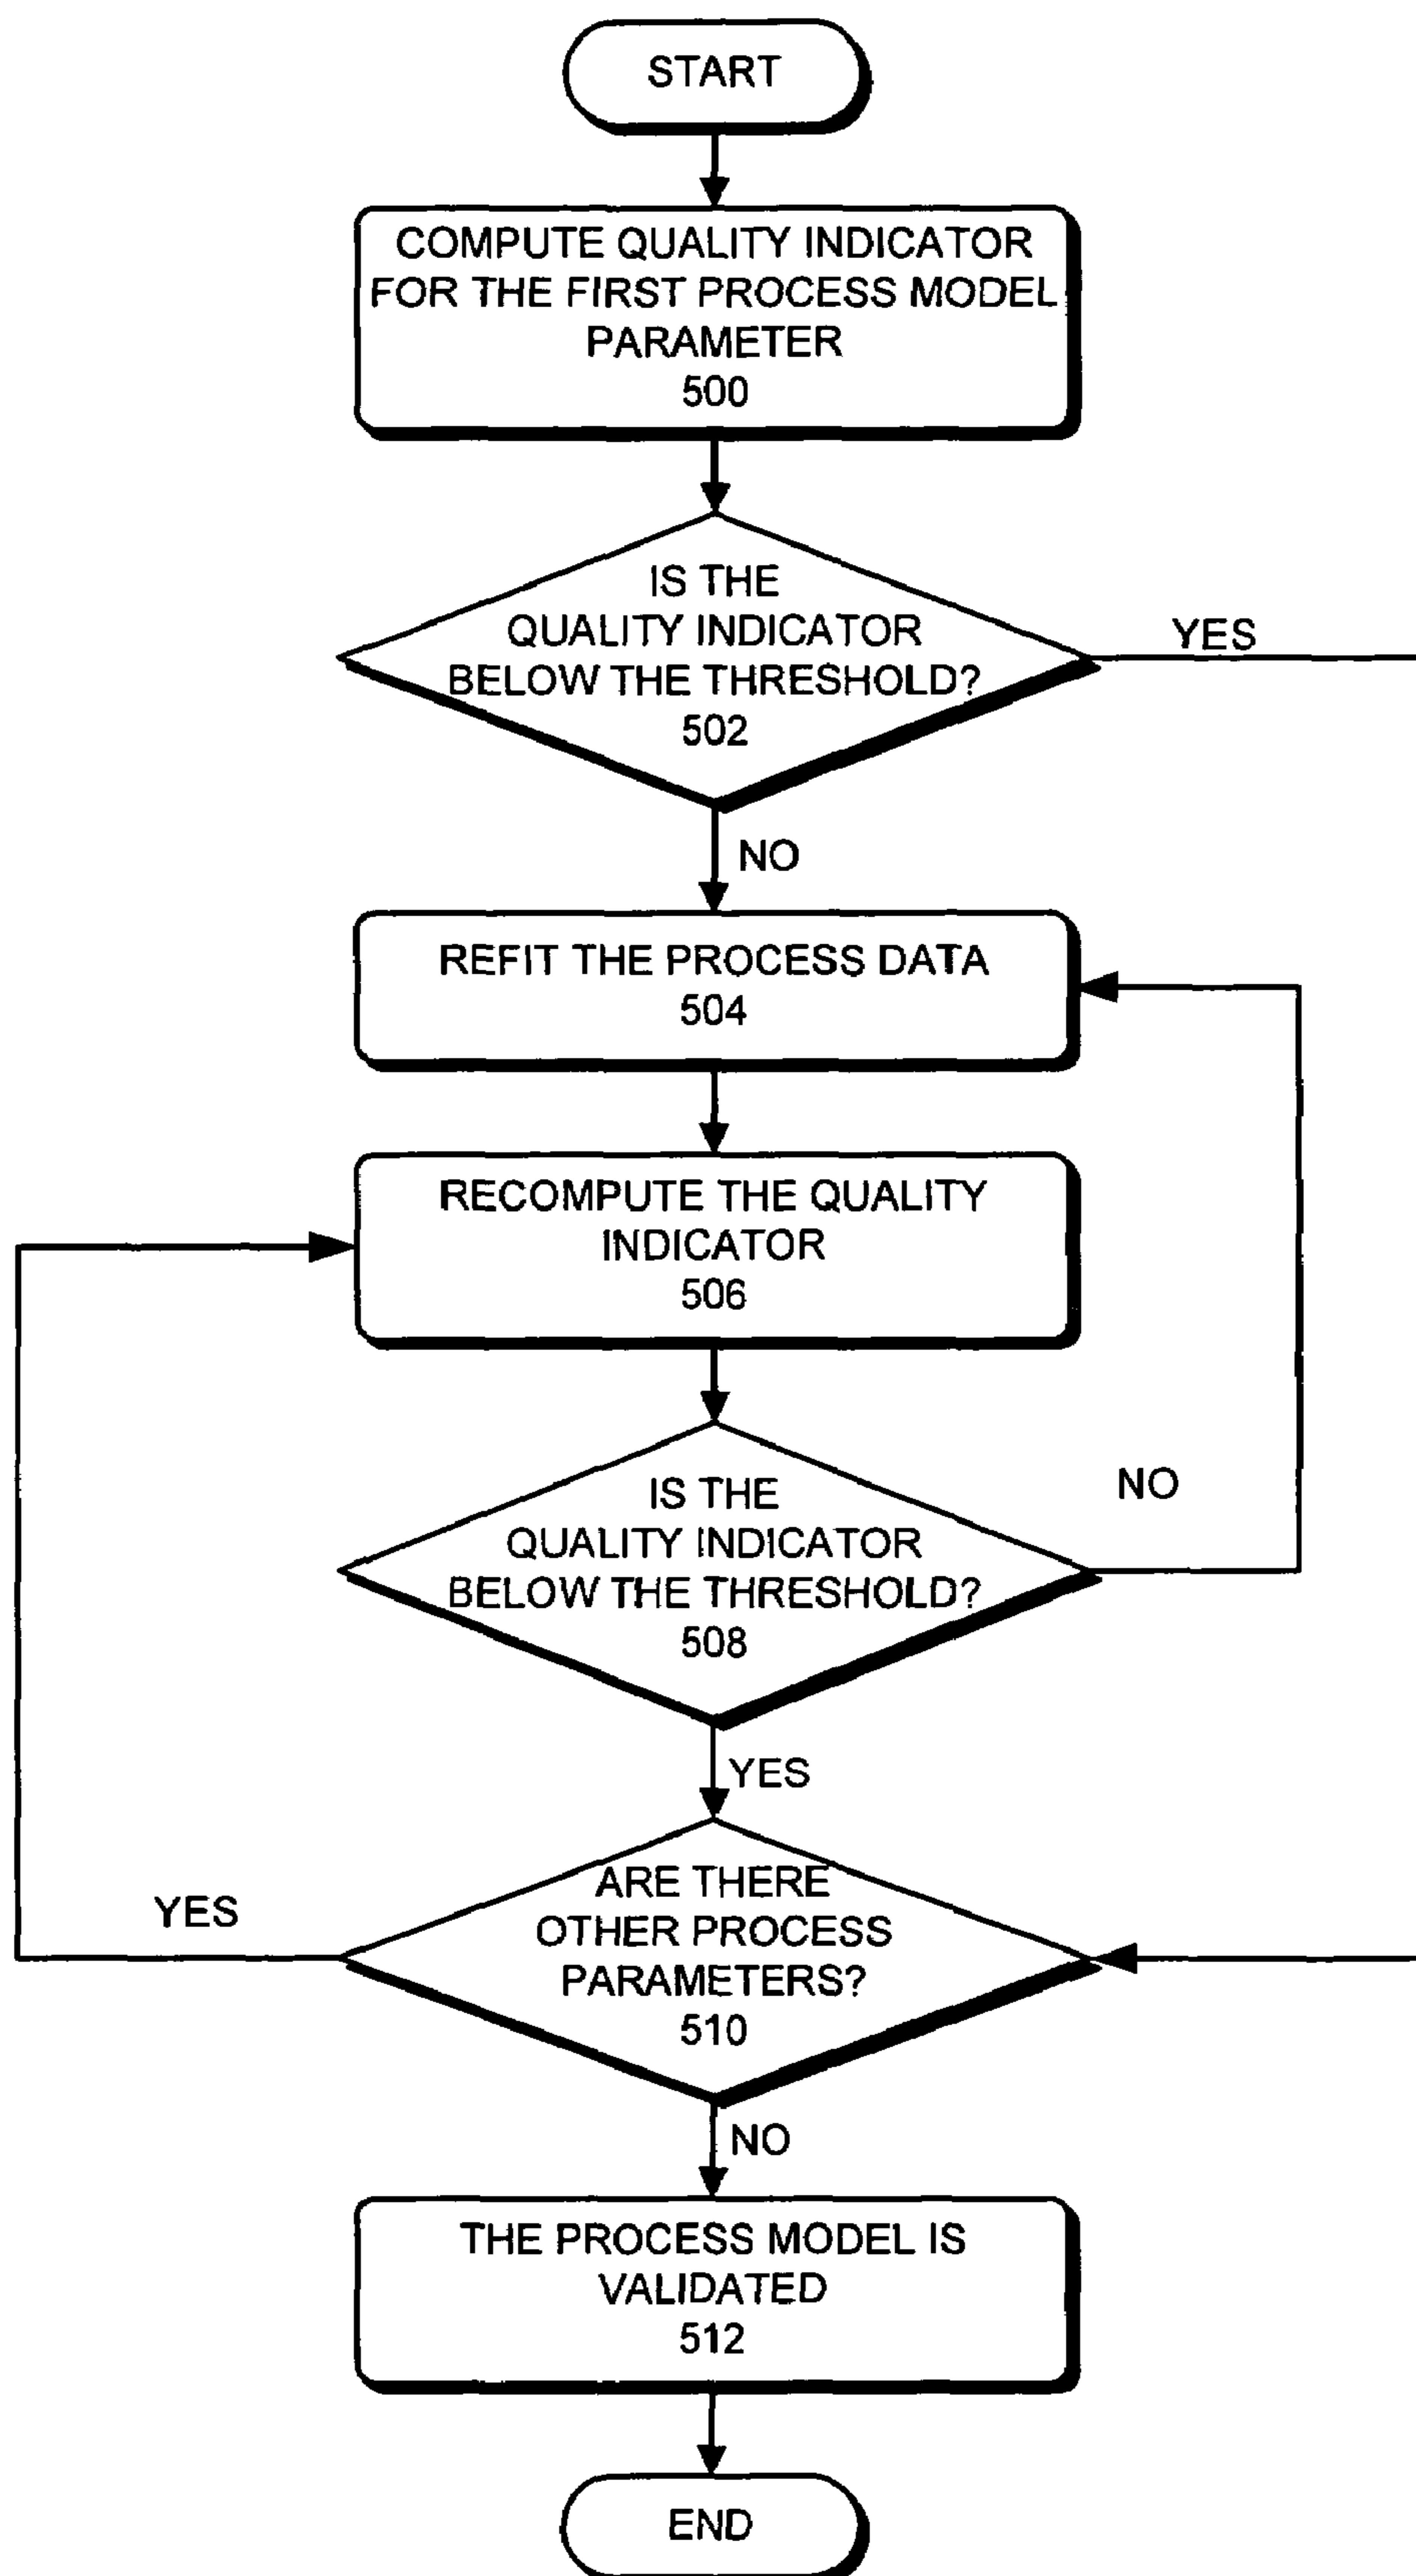 START
COMPUTE QUALITY INDICATOR
FOR THE FIRST PROCESS MODEL
PARAMETER
500
IS THE
QUALITY INDICATOR
BELOW THE THRESHOLD?
502
YES
NO
REFIT THE PROCESS DATA
504
RECOMPUTE THE QUALITY
INDICATOR
506
IS THE
QUALITY INDICATOR
BELOW THE THRESHOLD?
508
NO
YES
ARE THERE
OTHER PROCESS
PARAMETERS?
510
YES
NO
THE PROCESS MODEL IS
VALIDATED
512
END